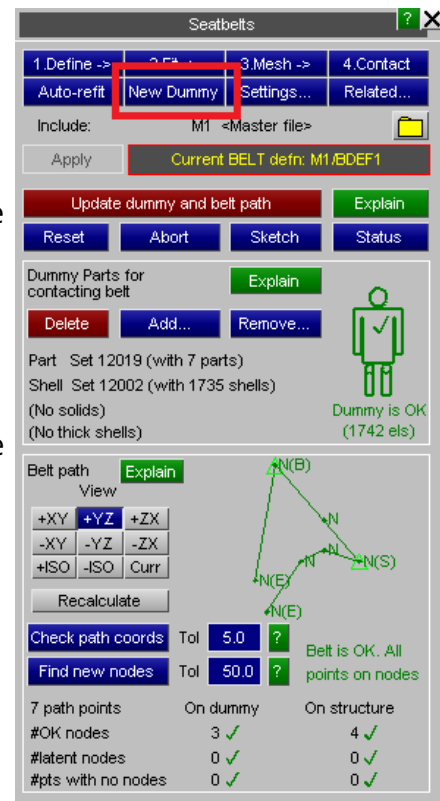 Seatbelts ? X
1.Define -> 3.Mesh -> 4.Contact
Auto-refit New Dummy Settings... Related...
Include: M1 <Master file>
Apply Current BELT defn: M1/BDEF1
Update dummy and belt path Explain
Reset Abort Sketch Status
Dummy Parts for Explain
contacting belt
Delete Add... Remove...
Part Set 12019 (with 7 parts)
Shell Set 12002 (with 1735 shells)
(No solids) Dummy is OK
(No thick shells) (1742 els)
Belt path Explain N(B)
View
+XY +YZ +ZX N
-XY -YZ -ZX N N(S)
+ISO -ISO Curr N(E)
Recalculate N(E)
Check path coords Tol 5.0 ? Belt is OK. All
Find new nodes Tol 50.0 ? points on nodes
7 path points On dummy On structure
#OK nodes 3 ✓ 4 ✓
#latent nodes 0 ✓ 0 ✓
#pts with no nodes 0 ✓ 0 ✓
e
e